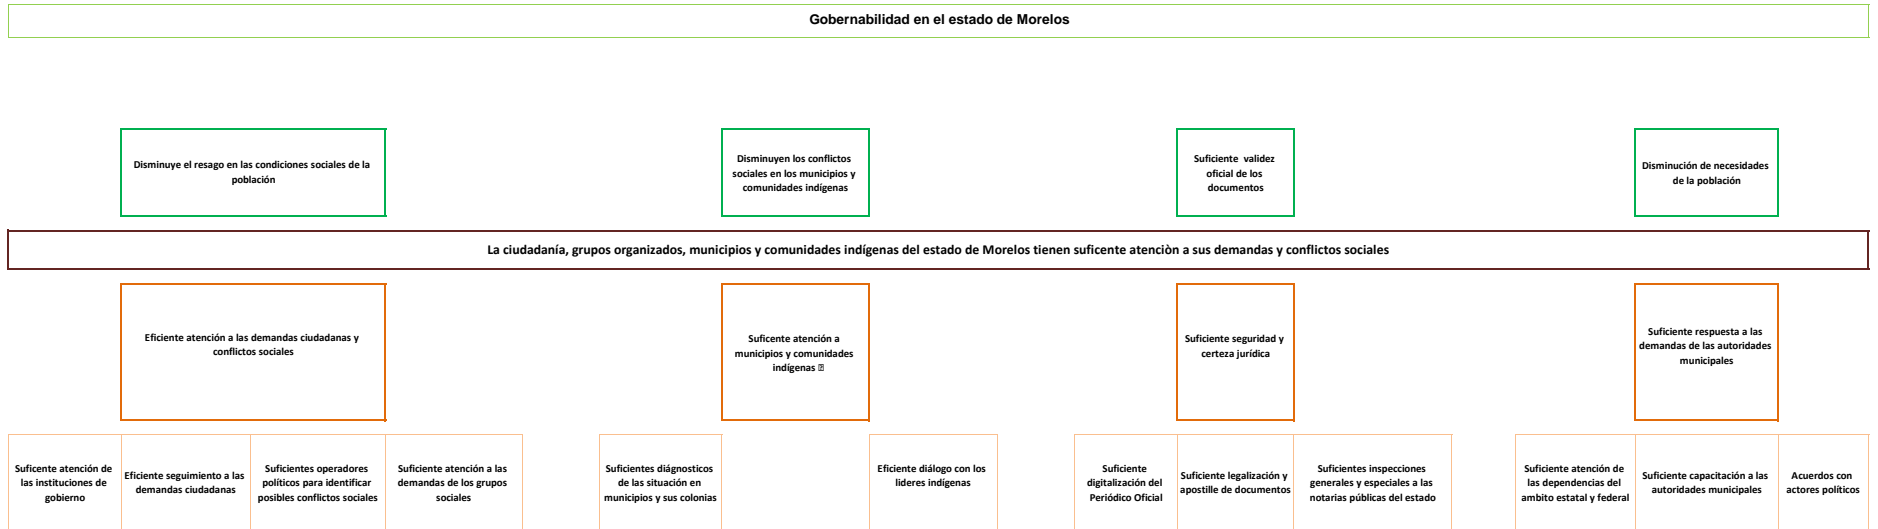 Gobernabilidad en el estado de Morelos
Disminuye el resago en las condiciones sociales de la
población
Disminuyen los conflictos
sociales en los municipios y
comunidades indígenas
Suficiente validez
oficial de los
documentos
Disminución de necesidades
de la población
La ciudadanía, grupos organizados, municipios y comunidades indígenas del estado de Morelos tienen suficente atenciòn a sus demandas y conflictos sociales
Eficiente atención a las demandas ciudadanas y
conflictos sociales
Suficente atención a
municipios y comunidades
indígenas
Suficiente seguridad y
certeza jurídica
Suficiente respuesta a las
demandas de las autoridades
municipales
Suficente atención de
las instituciones de
gobierno
Eficiente seguimiento a las
demandas ciudadanas
Suficientes operadores
políticos para identificar
posibles conflictos sociales
Suficiente atención a las
demandas de los grupos
sociales
Suficientes diágnosticos
de las situación en
municipios y sus colonias
Eficiente diálogo con los
lideres indígenas
Suficiente
digitalización del
Periódico Oficial
Suficiente legalización y
apostille de documentos
Suficientes inspecciones
generales y especiales a las
notarias públicas del estado
Suficiente atención de
las dependencias del
ambito estatal y federal
Suficiente capacitación a las
autoridades municipales
Acuerdos con
actores políticos